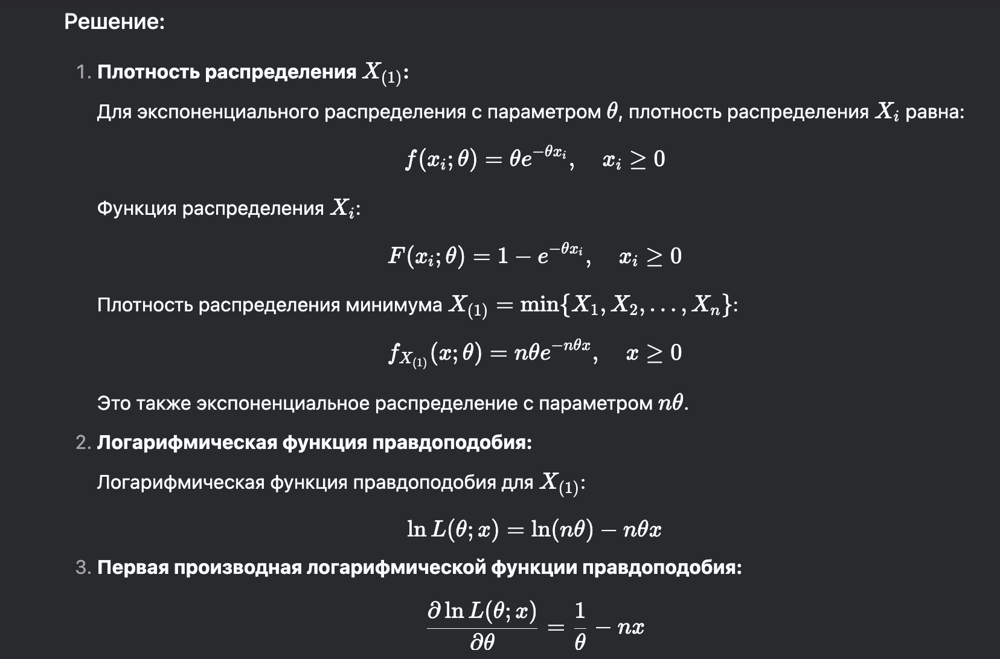 Решение:
1. Плотность распределения $X_{(1)}$:
Для экспоненциального распределения с параметром $\theta$, плотность распределения $X_i$ равна:
$f(x_i; \theta) = \theta e^{-\theta x_i}, \quad x_i \geq 0$
Функция распределения $X_i$:
$F(x_i; \theta) = 1 - e^{-\theta x_i}, \quad x_i \geq 0$
Плотность распределения минимума $X_{(1)} = \min\{X_1, X_2, \ldots, X_n\}$:
$f_{X_{(1)}}(x; \theta) = n\theta e^{-n\theta x}, \quad x \geq 0$
Это также экспоненциальное распределение с параметром $n\theta$.
2. Логарифмическая функция правдоподобия:
Логарифмическая функция правдоподобия для $X_{(1)}$:
$\ln L(\theta; x) = \ln(n\theta) - n\theta x$
3. Первая производная логарифмической функции правдоподобия:
$\frac{\partial \ln L(\theta; x)}{\partial \theta} = \frac{1}{\theta} - nx$